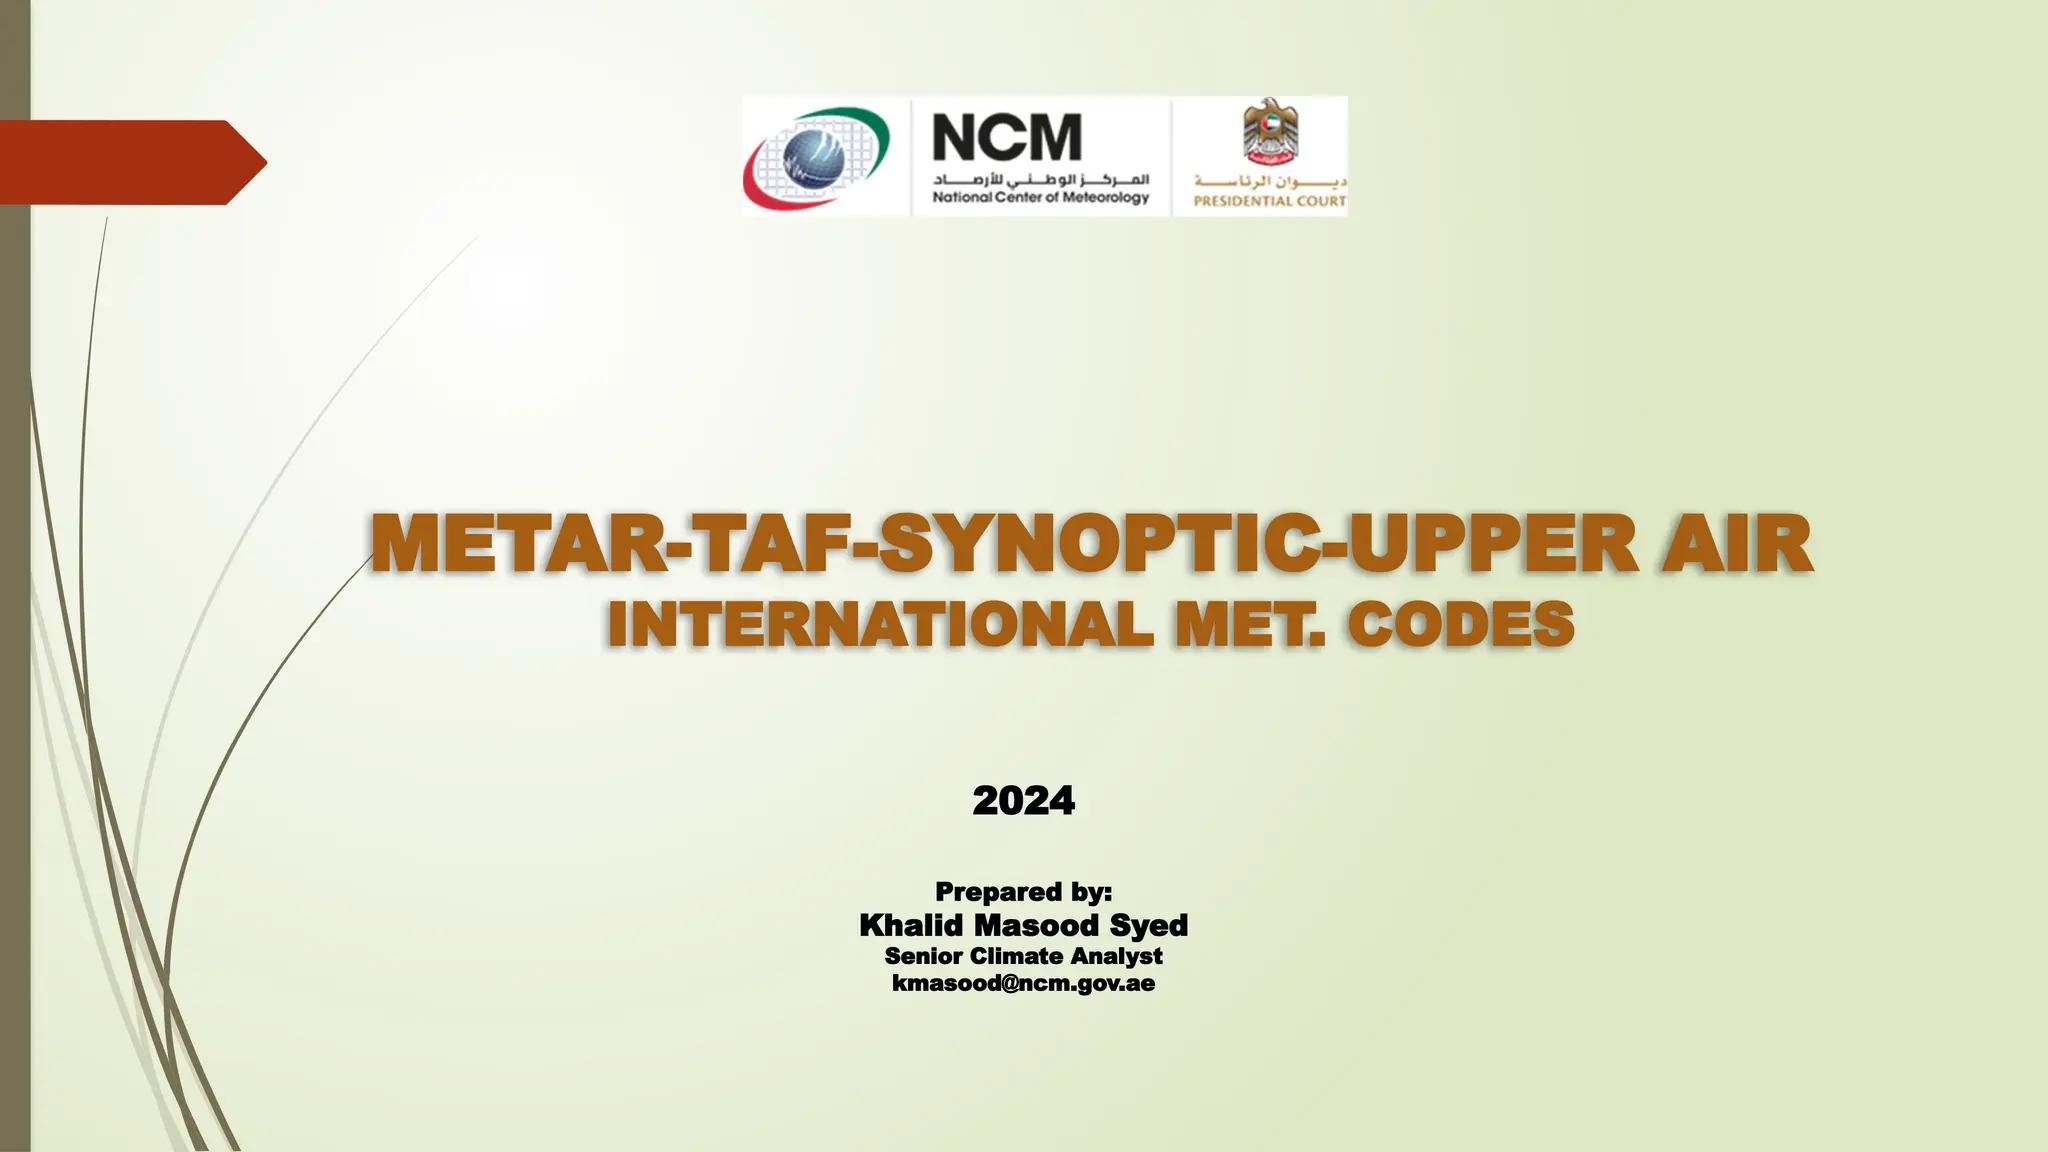 NCM
المركز الوطني للأرصاد
National Center of Meteorology
ديوان الرئاسة
PRESIDENTIAL COURT
METAR-TAF-SYNOPTIC-UPPER AIR
INTERNATIONAL MET. CODES
2024
Prepared by:
Khalid Masood Syed
Senior Climate Analyst
kmasood@ncm.gov.ae